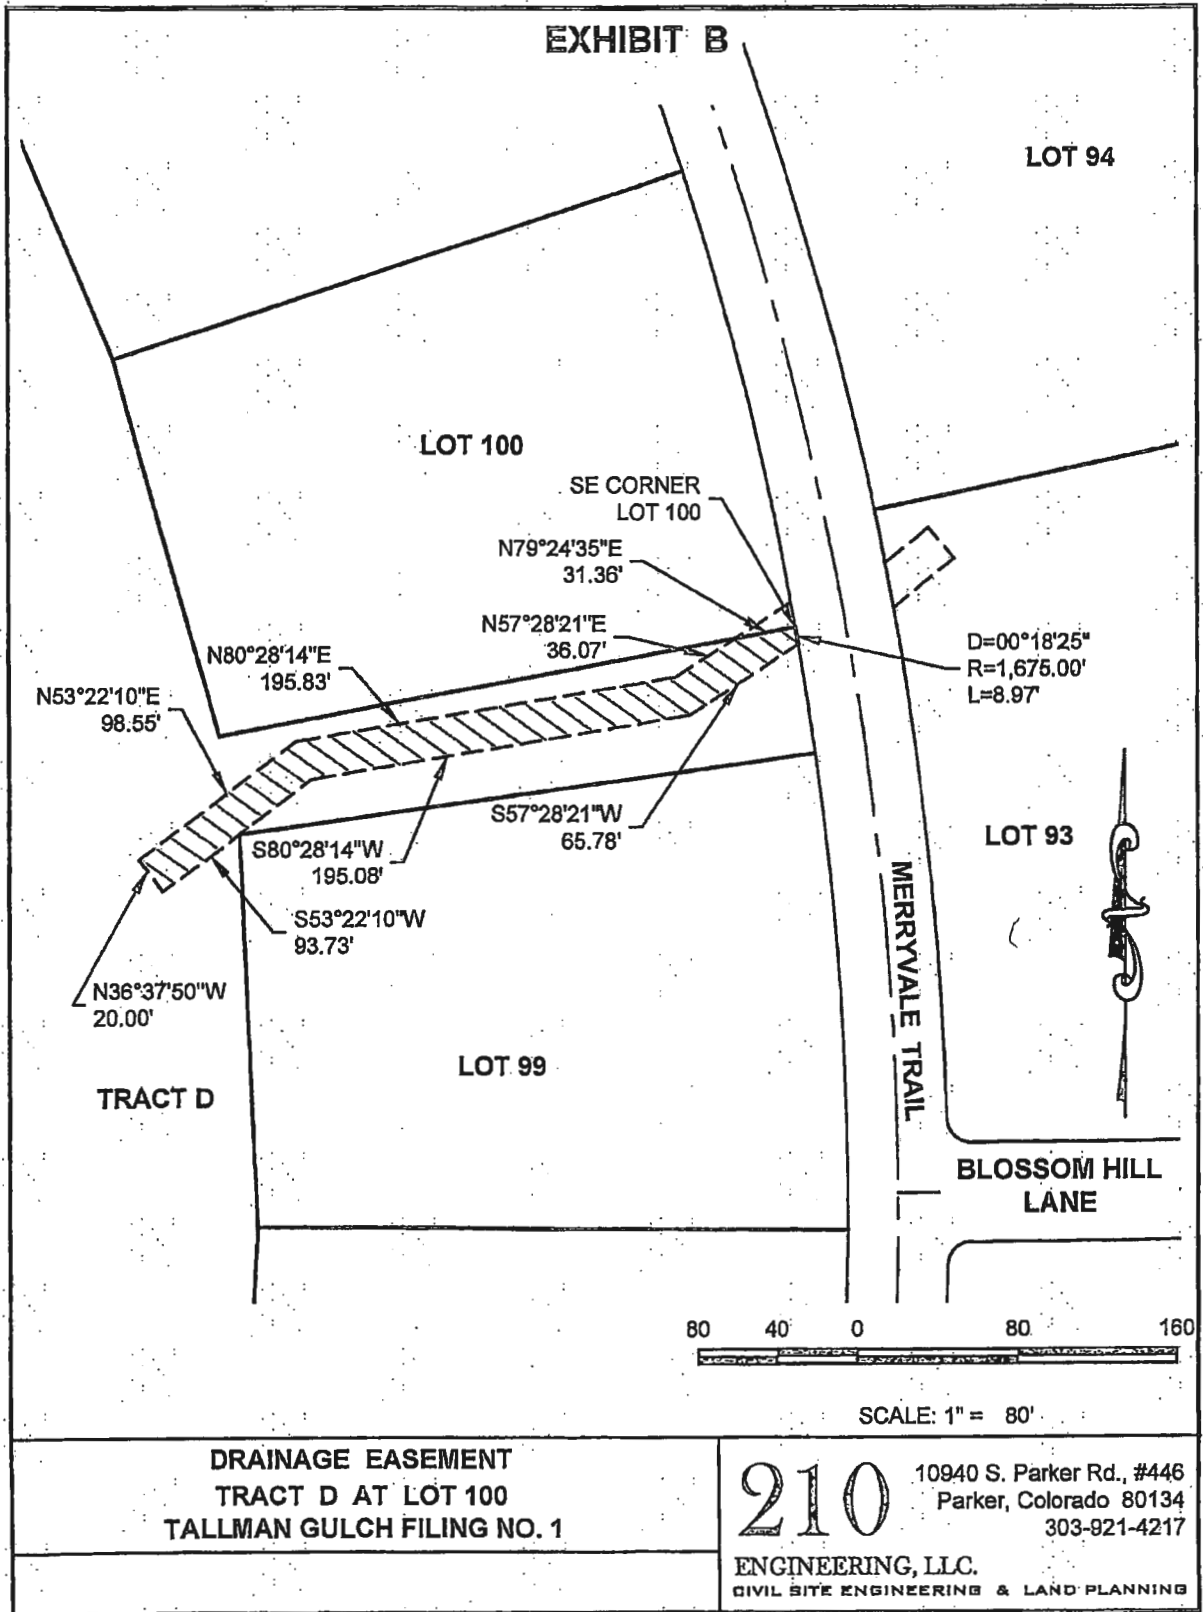 EXHIBIT B
LOT 94
LOT 100
SE CORNER
LOT 100
N79°24'35"E
31.36'
N57°28'21"E
36.07'
D=00°18'25"
R=1,675.00'
L=8.97'
N80°28'14"E
195.83'
N53°22'10"E
98.55'
S57°28'21"W
65.78'
LOT 93
S80°28'14"W
195.08'
S53°22'10"W
93.73'
N36°37'50"W
20.00'
MERRYVALE TRAIL
LOT 99
TRACT D
BLOSSOM HILL
LANE
80 40 0 80 160
SCALE: 1" = 80'
DRAINAGE EASEMENT
TRACT D AT LOT 100
TALLMAN GULCH FILING NO. 1
210
10940 S. Parker Rd., #446
Parker, Colorado 80134
303-921-4217
ENGINEERING, LLC.
CIVIL SITE ENGINEERING & LAND PLANNING